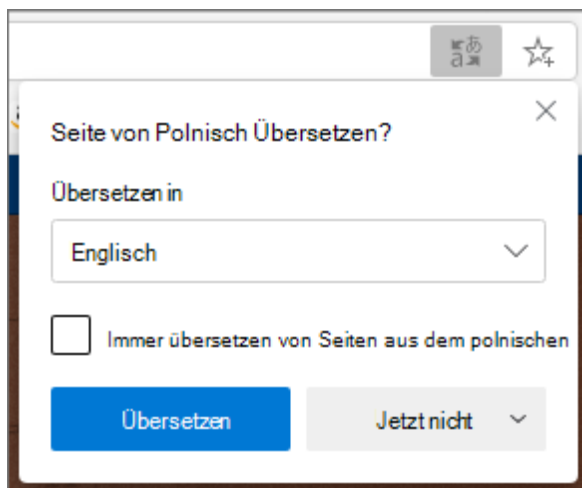 Seite von Polnisch Übersetzen?
Übersetzen in
Englisch
Immer übersetzen von Seiten aus dem polnischen
Übersetzen
Jetzt nicht